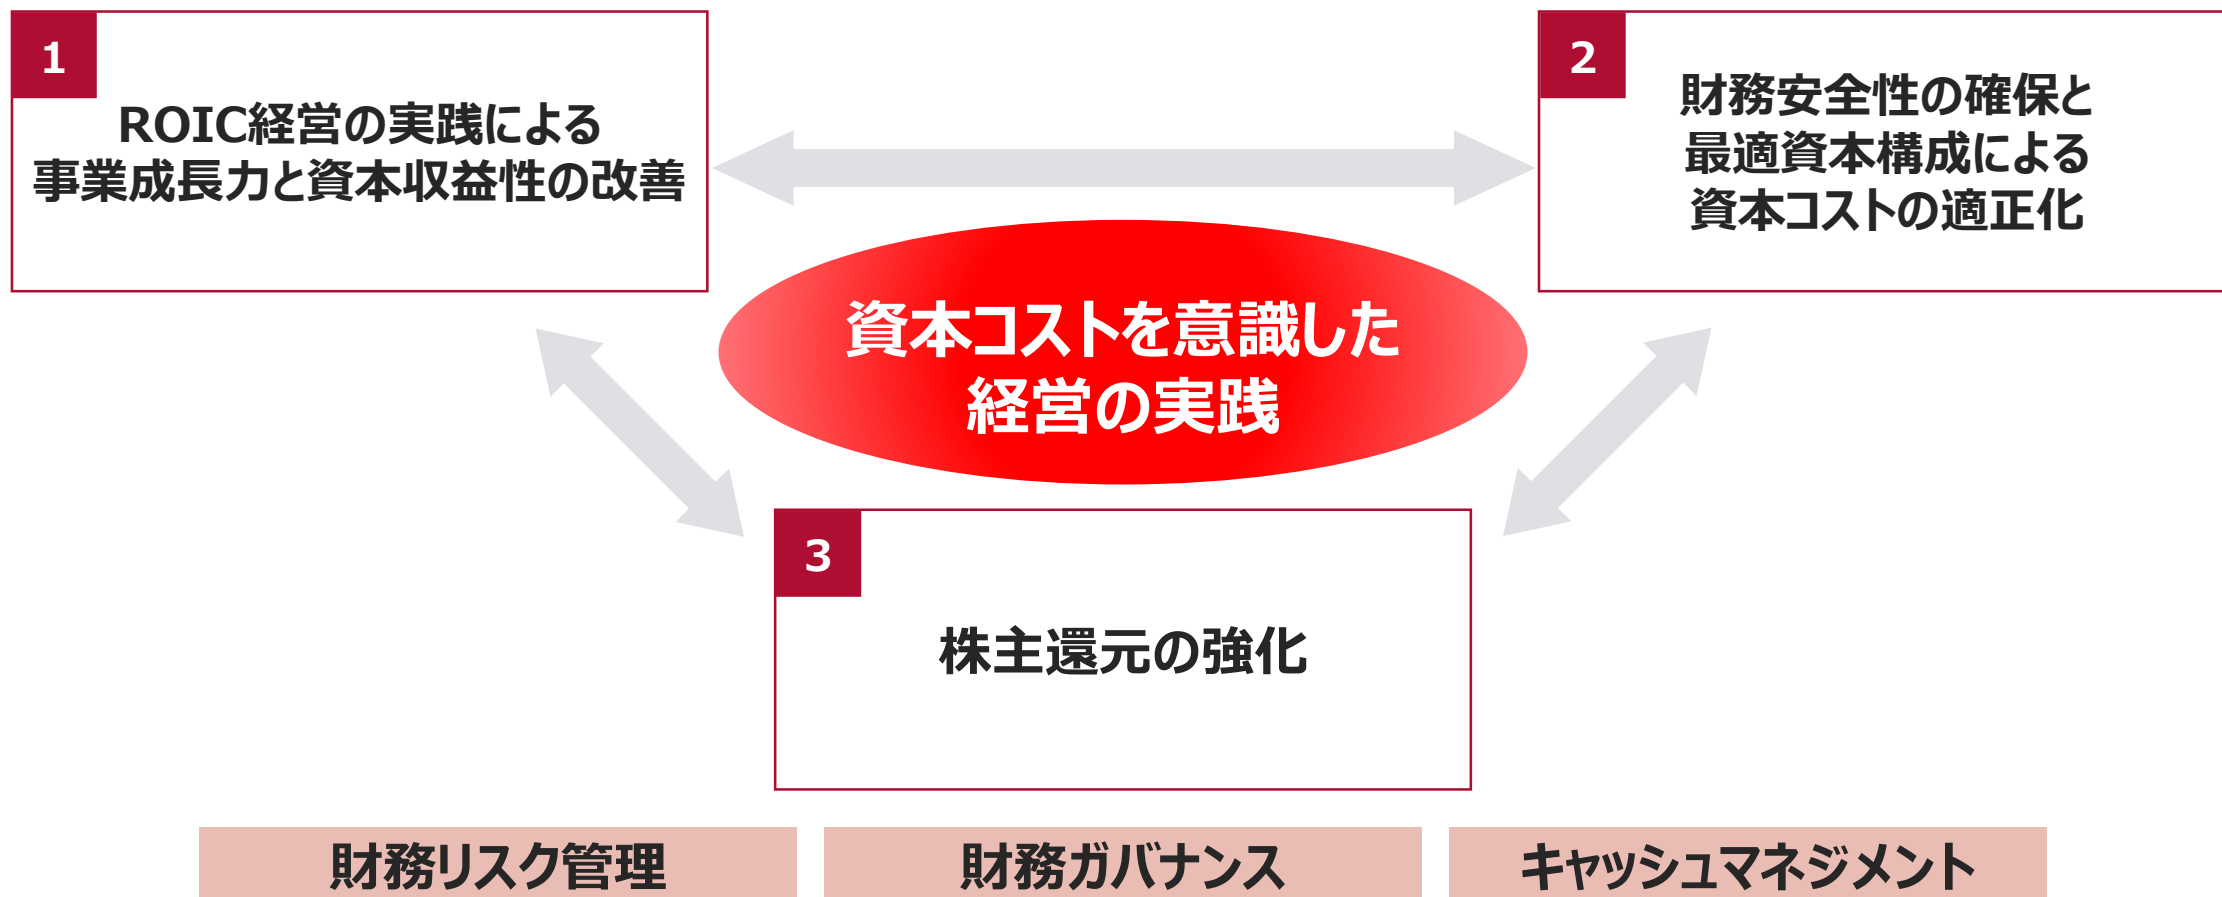 1
ROIC経営の実践による
事業成長力と資本収益性の改善
2
財務安全性の確保と
最適資本構成による
資本コストの適正化
資本コストを意識した
経営の実践
3
株主還元の強化
財務リスク管理
財務ガバナンス
キャッシュマネジメント